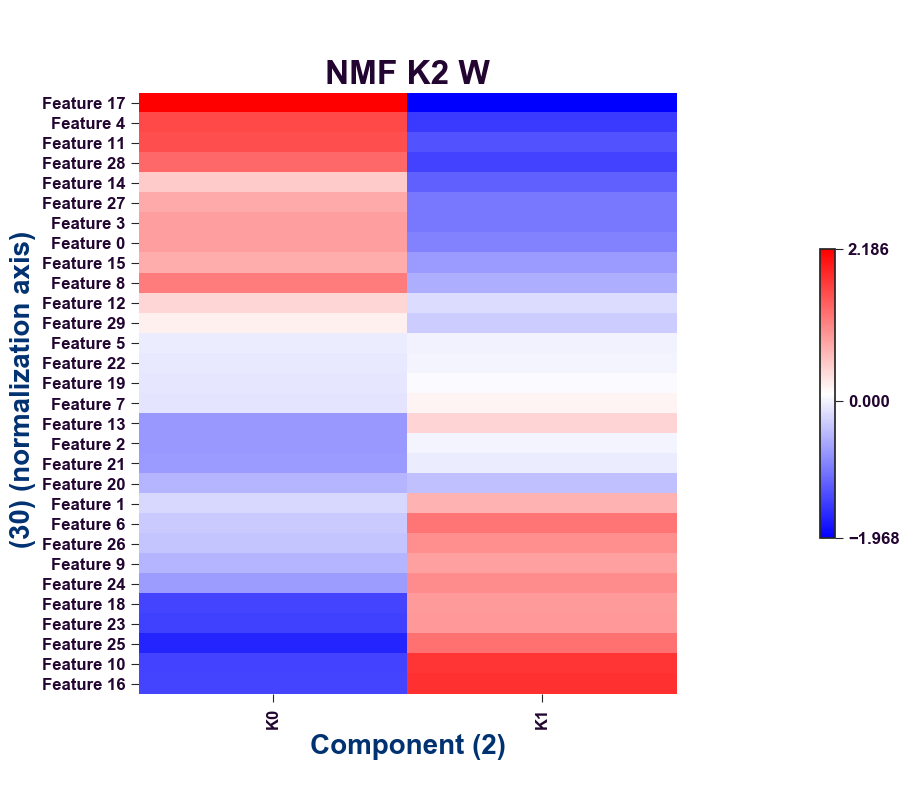 NMF K2 W
Feature 17
Feature 4
Feature 11
Feature 28
Feature 14
Feature 27
Feature 3
Feature 0
Feature 15
Feature 8
Feature 12
Feature 29
Feature 5
Feature 22
Feature 19
Feature 7
Feature 13
Feature 2
Feature 21
Feature 20
Feature 1
Feature 6
Feature 26
Feature 9
Feature 24
Feature 18
Feature 23
Feature 25
Feature 10
Feature 16
(30) (normalization axis)
K0
K1
Component (2)
2.186
0.000
−1.968